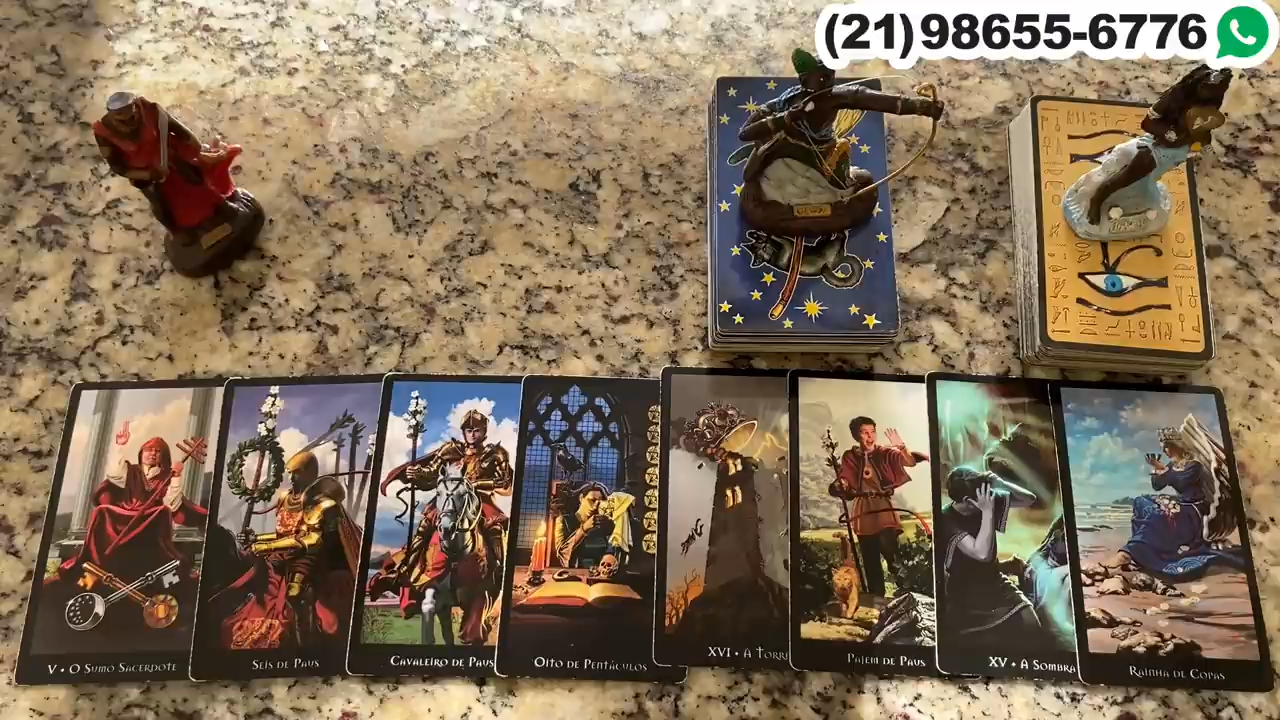 (21)98655-6776
V • O Sumo Sacerdote
Seis de Paus
Cavaleiro de Paus
Oito de Pentáculos
XVI • A Torr
Pajem de Paus
XV • A Sombra
Rainha de Copas